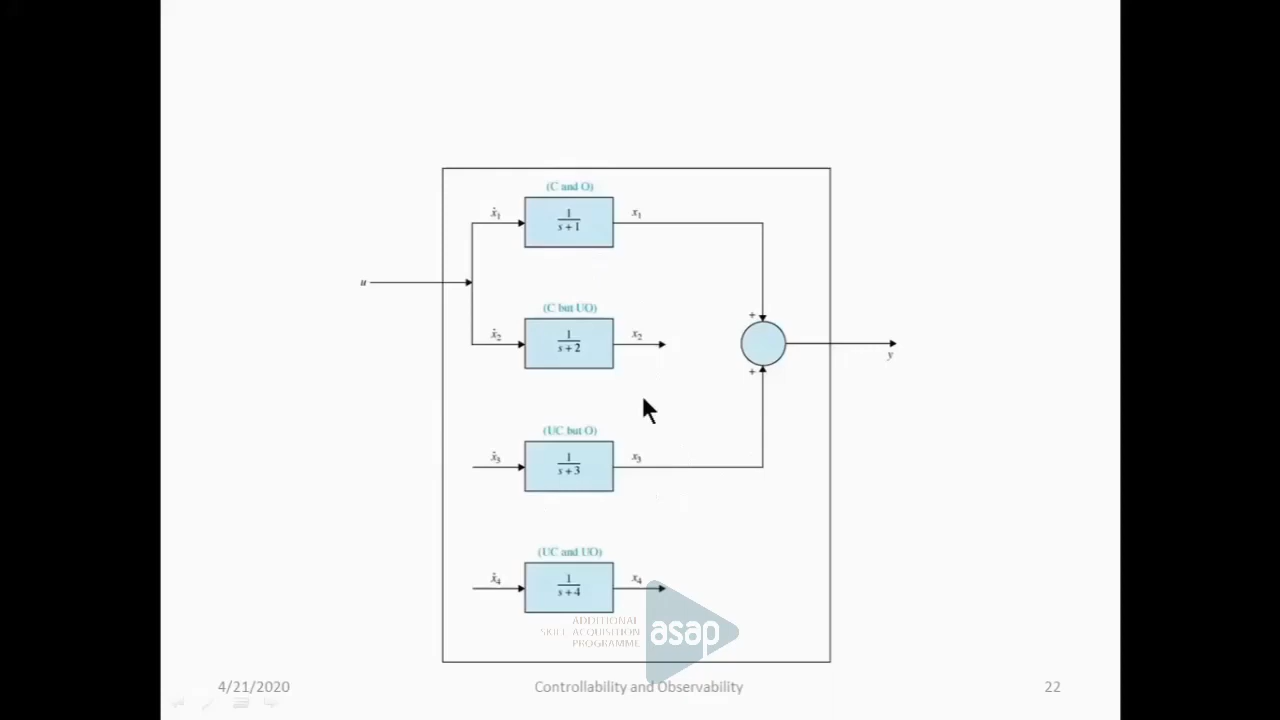 (C and O)
ẋ1
1
s + 1
x1
u
(C but UO)
+
ẋ2
1
s + 2
x2
y
+
(UC but O)
ẋ3
1
s + 3
x3
(UC and UO)
ẋ4
1
s + 4
x4
ADDITIONAL
SKILL ACQUISITION
PROGRAMME
asap
4/21/2020
Controllability and Observability
22